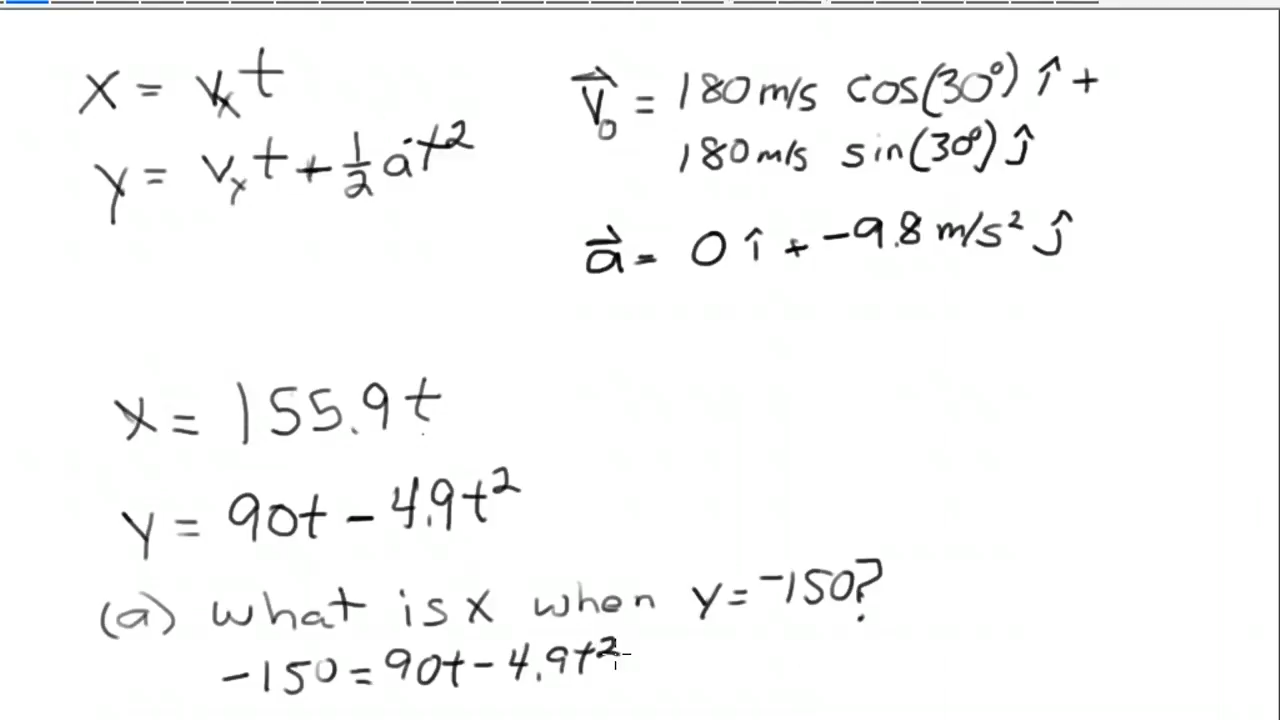 x = vₓt
y = v_y t + ½at²
v⃗₀ = 180 m/s cos(30°) î +
180 m/s sin(30°) ĵ
a⃗ = 0 î + -9.8 m/s² ĵ
x = 155.9t
y = 90t - 4.9t²
(a) what is x when y = -150?
-150 = 90t - 4.9t²